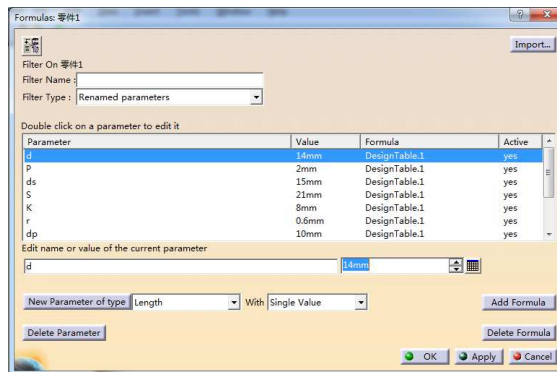 Formulas: 零件1
Import...
Filter On 零件1
Filter Name :
Filter Type : Renamed parameters
Double click on a parameter to edit it
Parameter Value Formula Active
d 14mm DesignTable.1 yes
P 2mm DesignTable.1 yes
ds 15mm DesignTable.1 yes
S 21mm DesignTable.1 yes
K 8mm DesignTable.1 yes
r 0.6mm DesignTable.1 yes
dp 10mm DesignTable.1 yes
Edit name or value of the current parameter
d 14mm
New Parameter of type Length With Single Value Add Formula
Delete Parameter Delete Formula
OK Apply Cancel